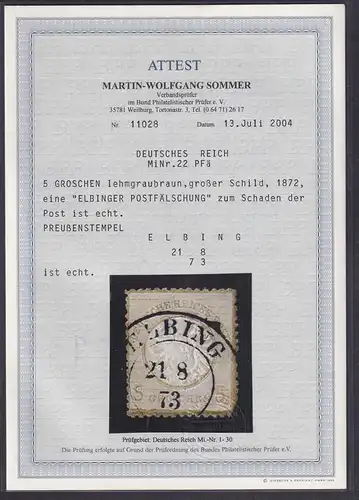 ATTEST
MARTIN-WOLFGANG SOMMER
Verbandsprüfer
im Bund Philatelistischer Prüfer e. V.
35781 Weilburg, Tortonastr. 3, Tel. (0 64 71) 26 17
Nr. 11028 Datum 13.Juli 2004
DEUTSCHES REICH
MiNr.22 PFä
5 GROSCHEN lehmgraubraun,großer Schild, 1872,
eine "ELBINGER POSTFÄLSCHUNG" zum Schaden der
Post ist echt.
PREUßENSTEMPEL
E L B I N G
21 8
7 3
ist echt.
ELBING
21 8
73
Prüfgebiet: Deutsches Reich Mi.-Nr. 1- 30
Die Prüfung erfolgte auf Grund der Prüfordnung des Bundes Philatelistischer Prüfer e.V.